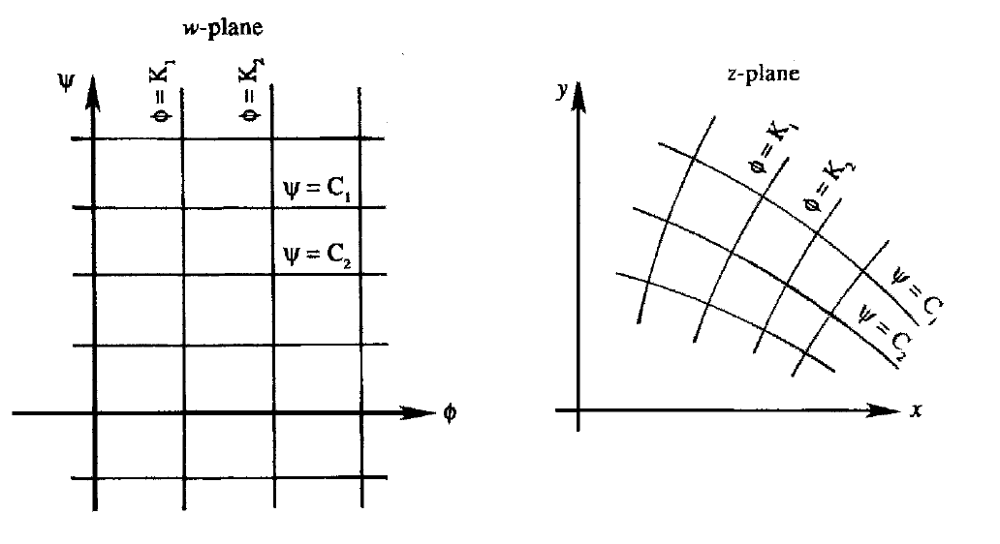 w-plane
ψ
ϕ = K₁
ϕ = K₂
ψ = C₁
ψ = C₂
ϕ
z-plane
y
ϕ = K₁
ϕ = K₂
ψ = C₁
ψ = C₂
x